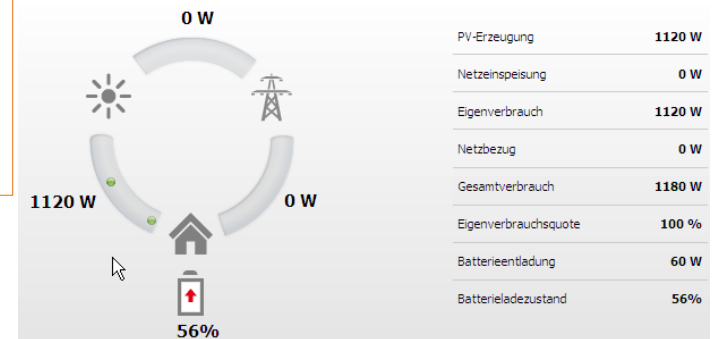 0 W
1120 W
0 W
56%
PV-Erzeugung 1120 W
Netzeinspeisung 0 W
Eigenverbrauch 1120 W
Netzbezug 0 W
Gesamtverbrauch 1180 W
Eigenverbrauchsquote 100 %
Batterieentladung 60 W
Batterieladezustand 56%